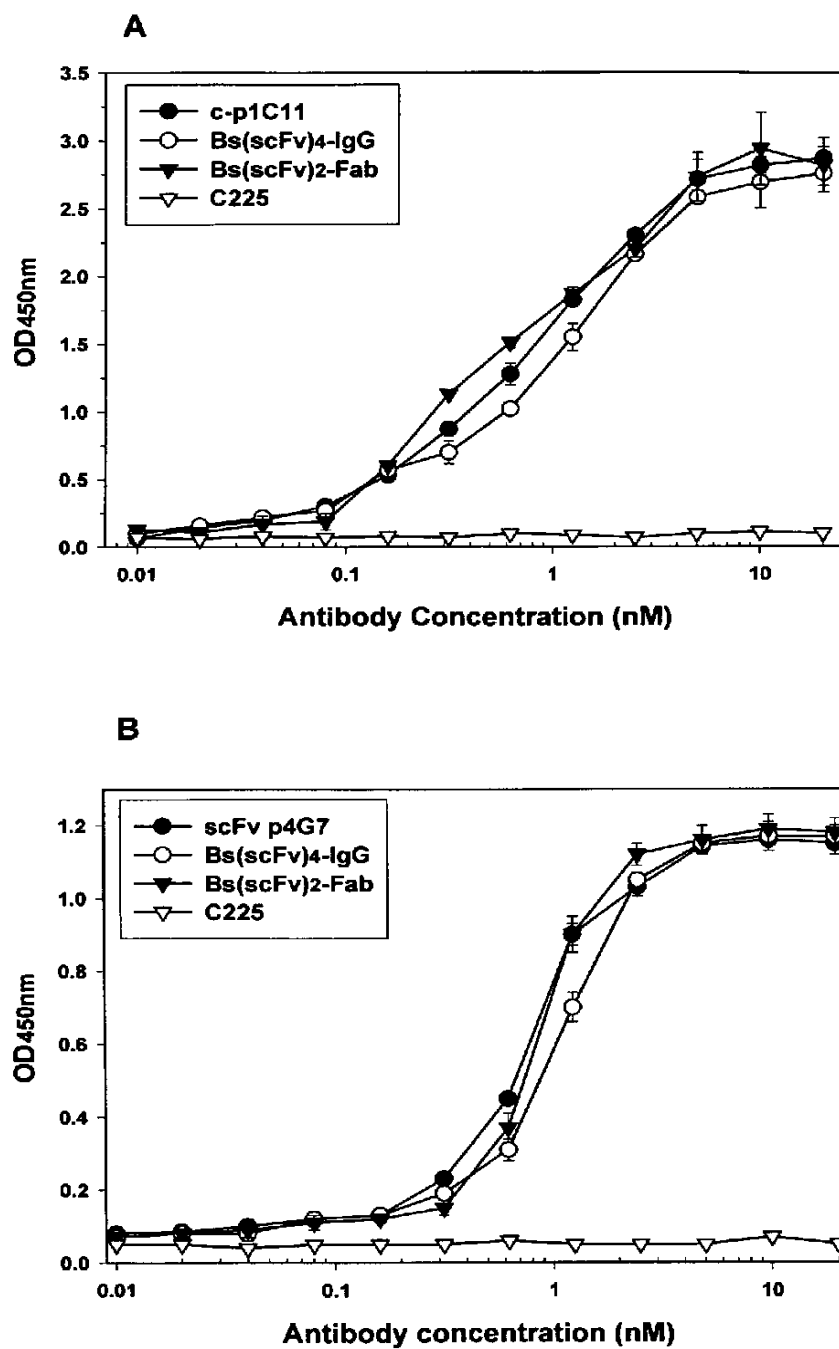 A
3.5
3.0
2.5
2.0
1.5
1.0
0.5
0.0
OD450nm
c-p1C11
Bs(scFv)4-IgG
Bs(scFv)2-Fab
C225
0.01 0.1 1 10
Antibody Concentration (nM)
B
1.2
1.0
0.8
0.6
0.4
0.2
0.0
OD450nm
scFv p4G7
Bs(scFv)4-IgG
Bs(scFv)2-Fab
C225
0.01 0.1 1 10
Antibody concentration (nM)